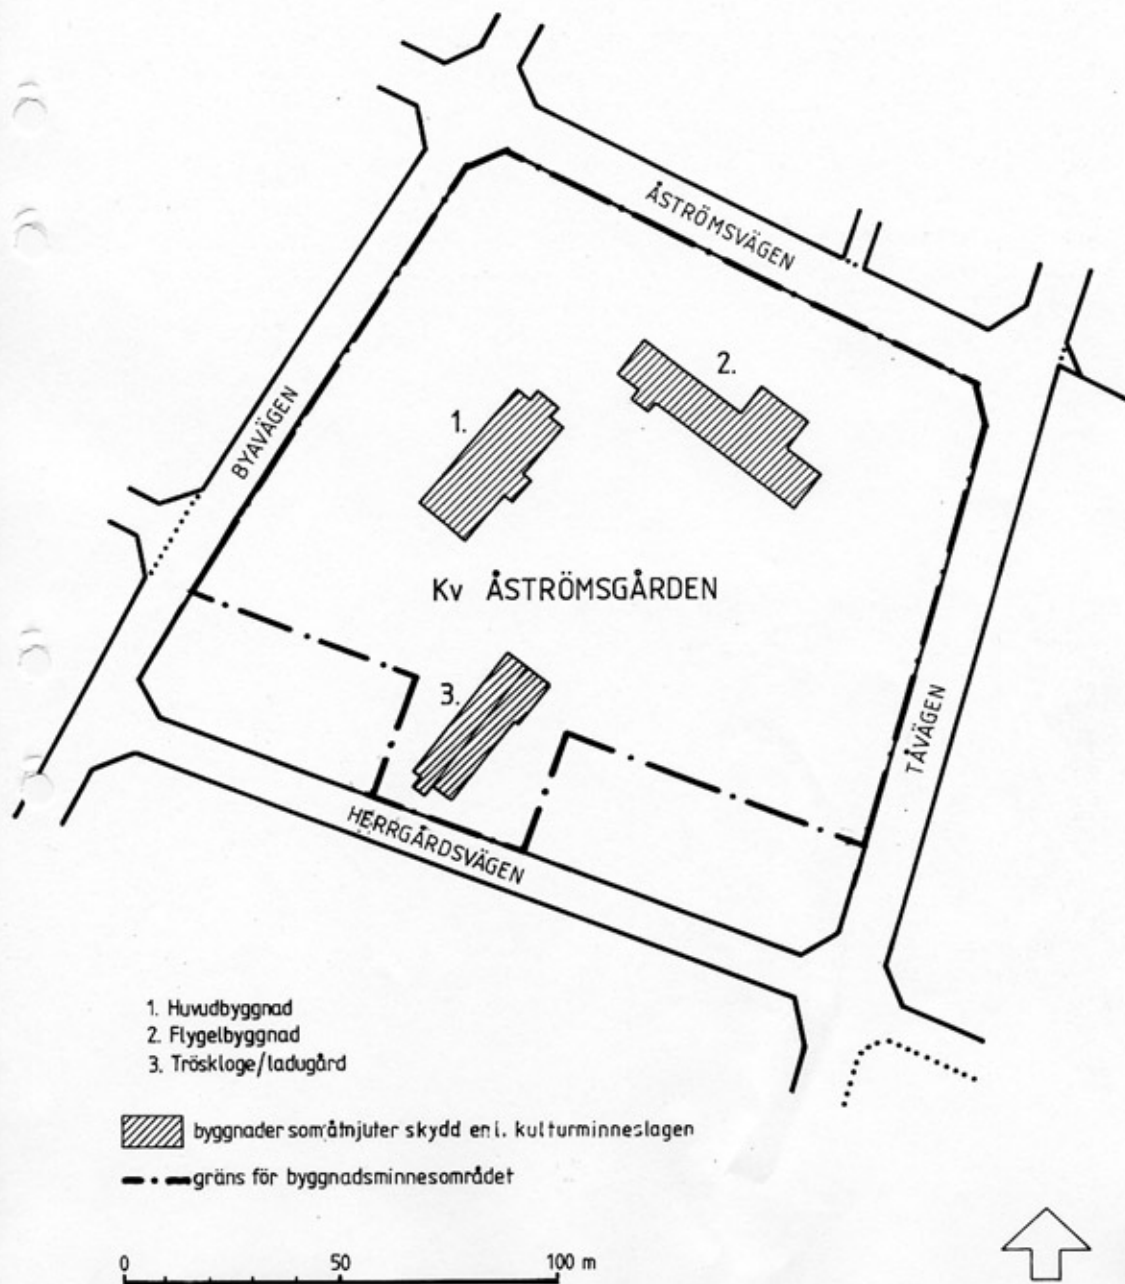 ÅSTRÖMSVÄGEN
2.
BYAVÄGEN
1.
Kv ÅSTRÖMSGÅRDEN
3.
TÅVÄGEN
HERRGÅRDSVÄGEN
1. Huvudbyggnad
2. Flygelbyggnad
3. Tröskloge/ladugård
byggnader som åtnjuter skydd enl. kulturminneslagen
gräns för byggnadsminnesområdet
0 50 100 m